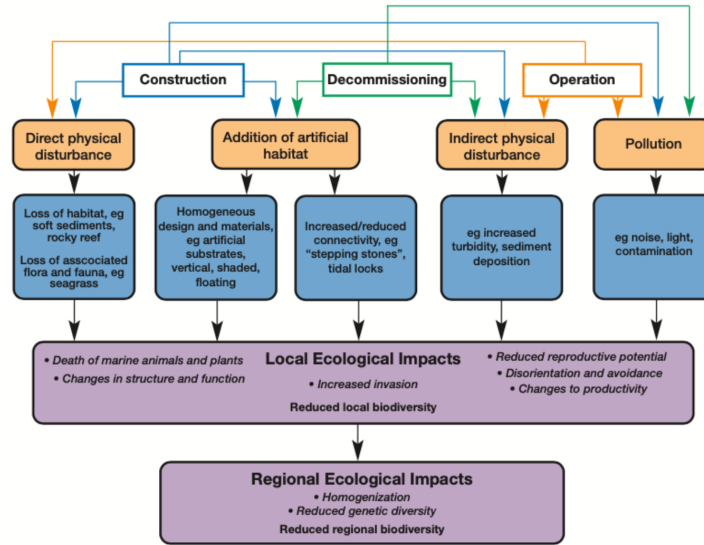 Construction
Decommissioning
Operation
Direct physical
disturbance
Addition of artificial
habitat
Indirect physical
disturbance
Pollution
Loss of habitat, eg
soft sediments,
rocky reef
Loss of asscociated
flora and fauna, eg
seagrass
Homogeneous
design and materials,
eg artificial
substrates,
vertical, shaded,
floating
Increased/reduced
connectivity, eg
“stepping stones”,
tidal locks
eg increased
turbidity, sediment
deposition
eg noise, light,
contamination
Local Ecological Impacts
• Death of marine animals and plants
• Changes in structure and function
• Increased invasion
Reduced local biodiversity
• Reduced reproductive potential
• Disorientation and avoidance
• Changes to productivity
Regional Ecological Impacts
• Homogenization
• Reduced genetic diversity
Reduced regional biodiversity